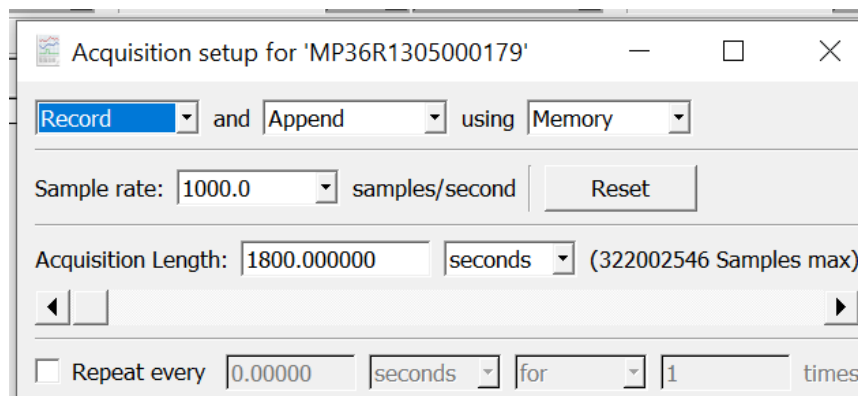 Acquisition setup for 'MP36R1305000179'
Record and Append using Memory
Sample rate: 1000.0 samples/second Reset
Acquisition Length: 1800.000000 seconds (322002546 Samples max)
Repeat every 0.00000 seconds for 1 times